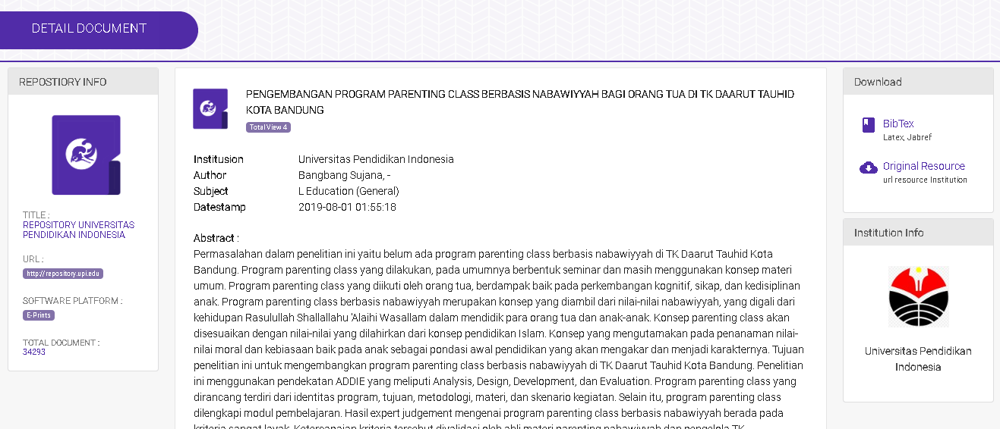 DETAIL DOCUMENT
REPOSTIORY INFO
TITLE :
REPOSITORY UNIVERSITAS
PENDIDIKAN INDONESIA
URL :
http://repository.upi.edu
SOFTWARE PLATFORM :
E-Prints
TOTAL DOCUMENT :
34293
PENGEMBANGAN PROGRAM PARENTING CLASS BERBASIS NABAWIYYAH BAGI ORANG TUA DI TK DAARUT TAUHID
KOTA BANDUNG
Total View 4
Institusion Universitas Pendidikan Indonesia
Author Bangbang Sujana, -
Subject L Education (General)
Datestamp 2019-08-01 01:55:18
Abstract :
Permasalahan dalam penelitian ini yaitu belum ada program parenting class berbasis nabawiyyah di TK Daarut Tauhid Kota
Bandung. Program parenting class yang dilakukan, pada umumnya berbentuk seminar dan masih menggunakan konsep materi
umum. Program parenting class yang diikuti oleh orang tua, berdampak baik pada perkembangan kognitif, sikap, dan kedisiplinan
anak. Program parenting class berbasis nabawiyyah merupakan konsep yang diambil dari nilai-nilai nabawiyyah, yang digali dari
kehidupan Rasulullah Shallallahu 'Alaihi Wasallam dalam mendidik para orang tua dan anak-anak. Konsep parenting class akan
disesuaikan dengan nilai-nilai yang dilahirkan dari konsep pendidikan Islam. Konsep yang mengutamakan pada penanaman nilai-
nilai moral dan kebiasaan baik pada anak sebagai pondasi awal pendidikan yang akan mengakar dan menjadi karakternya. Tujuan
penelitian ini untuk mengembangkan program parenting class berbasis nabawiyyah di TK Daarut Tauhid Kota Bandung. Penelitian
ini menggunakan pendekatan ADDIE yang meliputi Analysis, Design, Development, dan Evaluation. Program parenting class yang
dirancang terdiri dari identitas program, tujuan, metodologi, materi, dan skenario kegiatan. Selain itu, program parenting class
dilengkapi modul pembelajaran. Hasil expert judgement mengenai program parenting class berbasis nabawiyyah berada pada
kriteria sangat layak. Ketercapaian kriteria tersebut divalidasi oleh ahli materi parenting nabawiyyah dan pengelola TK
Download
BibTex
Latex, Jabref
Original Resource
url resource Institution
Institution Info
Universitas Pendidikan
Indonesia